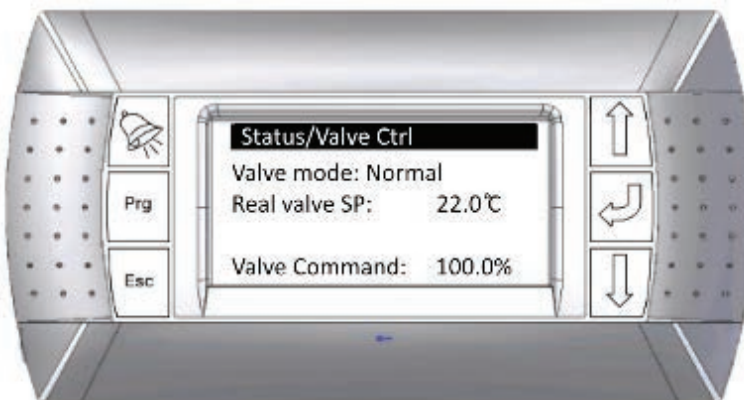 Status/Valve Ctrl
Valve mode: Normal
Real valve SP: 22.0℃
Valve Command: 100.0%
Prg
Esc